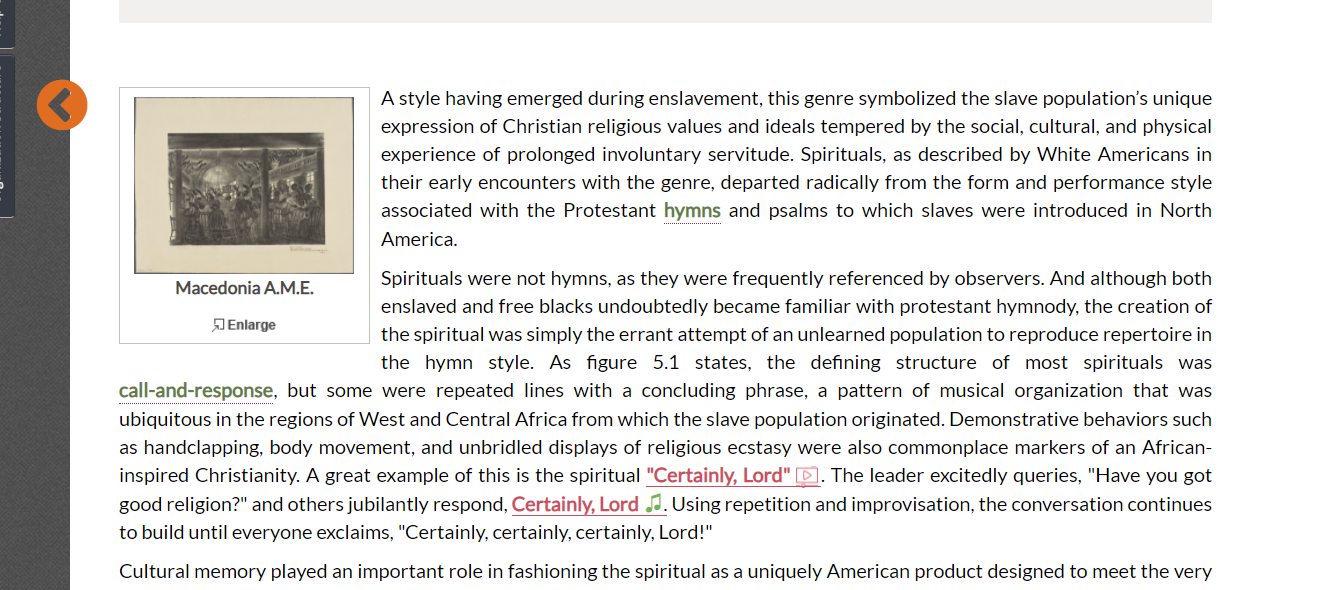 A style having emerged during enslavement, this genre symbolized the slave population’s unique
expression of Christian religious values and ideals tempered by the social, cultural, and physical
experience of prolonged involuntary servitude. Spirituals, as described by White Americans in
their early encounters with the genre, departed radically from the form and performance style
associated with the Protestant hymns and psalms to which slaves were introduced in North
America.
Macedonia A.M.E.
Enlarge
Spirituals were not hymns, as they were frequently referenced by observers. And although both
enslaved and free blacks undoubtedly became familiar with protestant hymnody, the creation of
the spiritual was simply the errant attempt of an unlearned population to reproduce repertoire in
the hymn style. As figure 5.1 states, the defining structure of most spirituals was
call-and-response, but some were repeated lines with a concluding phrase, a pattern of musical organization that was
ubiquitous in the regions of West and Central Africa from which the slave population originated. Demonstrative behaviors such
as handclapping, body movement, and unbridled displays of religious ecstasy were also commonplace markers of an African-
inspired Christianity. A great example of this is the spiritual "Certainly, Lord". The leader excitedly queries, "Have you got
good religion?" and others jubilantly respond, Certainly, Lord. Using repetition and improvisation, the conversation continues
to build until everyone exclaims, "Certainly, certainly, certainly, Lord!"
Cultural memory played an important role in fashioning the spiritual as a uniquely American product designed to meet the very